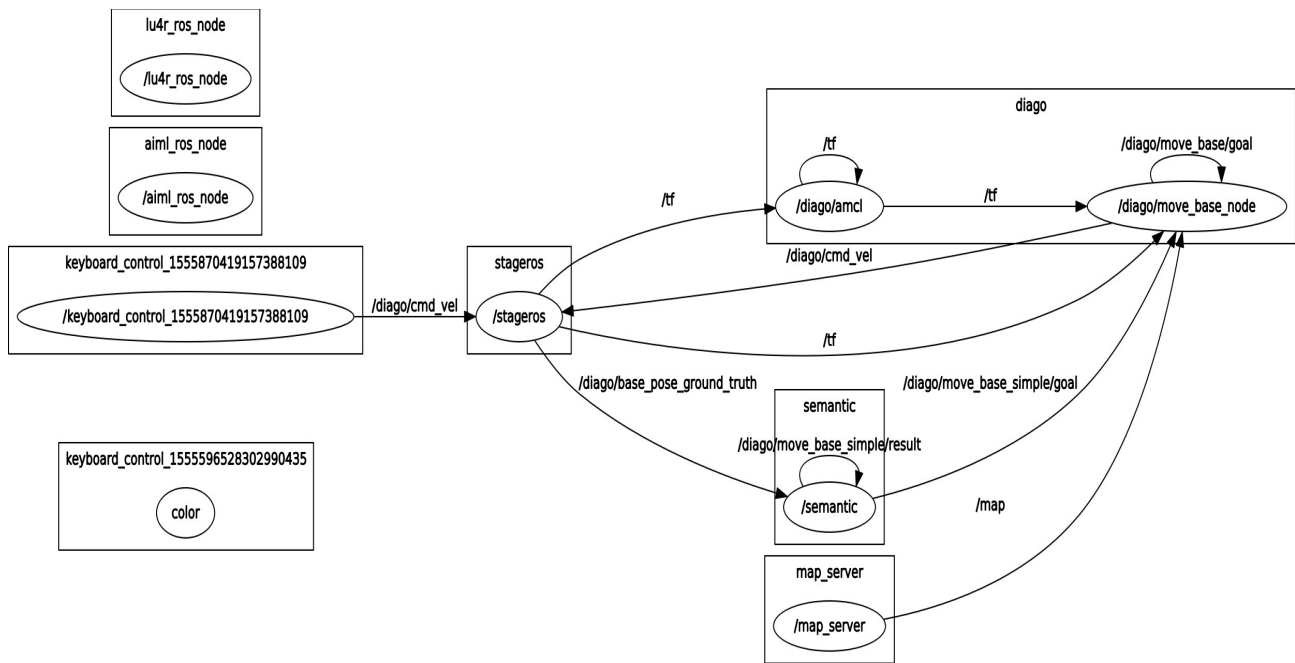 lu4r_ros_node
/lu4r_ros_node
aiml_ros_node
/aiml_ros_node
keyboard_control_1555870419157388109
/keyboard_control_1555870419157388109
/diago/cmd_vel
stageros
/stageros
/tf
diago
/tf
/diago/amcl
/tf
/diago/move_base/goal
/diago/move_base_node
/diago/cmd_vel
/tf
/diago/base_pose_ground_truth
/diago/move_base_simple/goal
semantic
/diago/move_base_simple/result
/semantic
/map
map_server
/map_server
keyboard_control_1555596528302990435
color